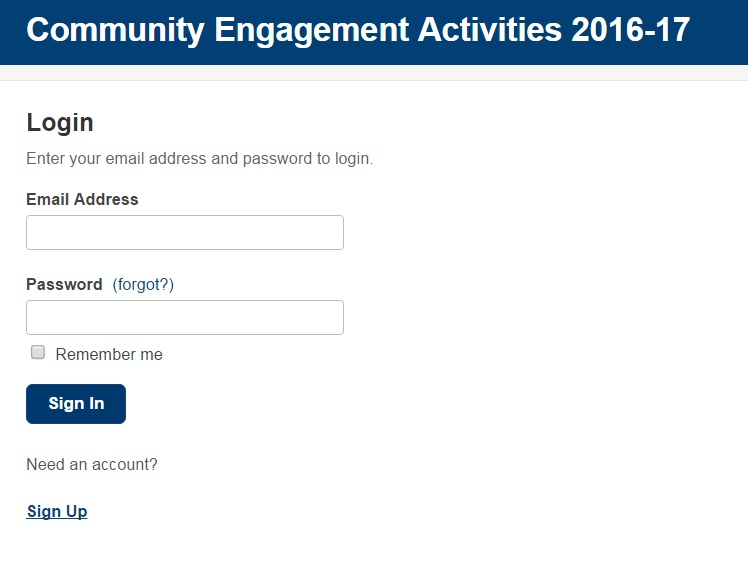 Community Engagement Activities 2016-17
Login
Enter your email address and password to login.
Email Address
Password (forgot?)
Remember me
Sign In
Need an account?
Sign Up